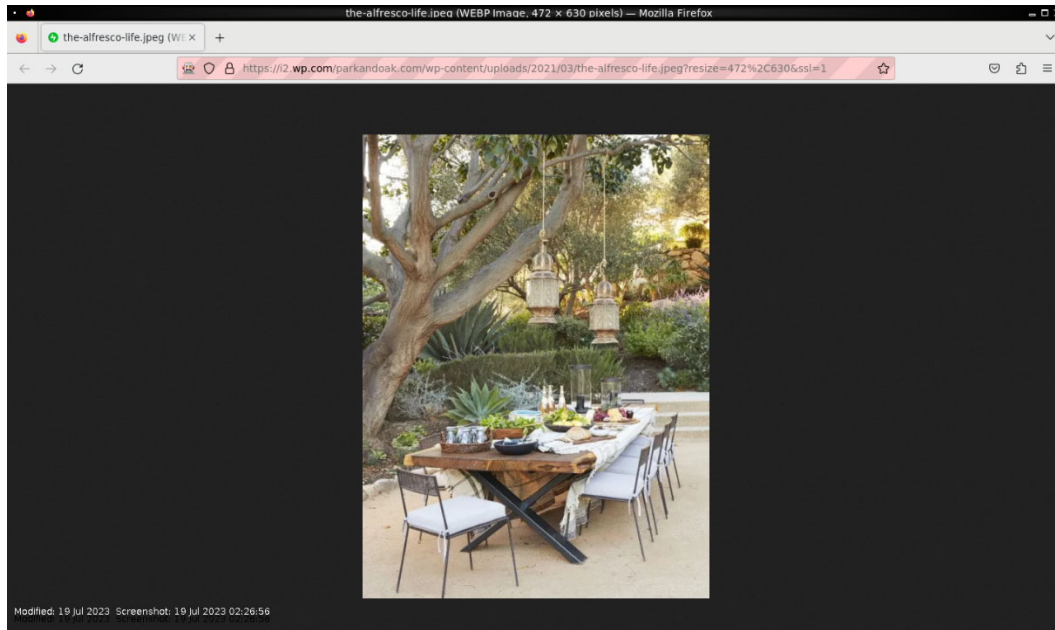 the-alfresco-life.jpeg (WEBP Image, 472 × 630 pixels) — Mozilla Firefox
the-alfresco-life.jpeg (WE
https://i2.wp.com/parkandoak.com/wp-content/uploads/2021/03/the-alfresco-life.jpeg?resize=472%2C630&ssl=1
Modified: 19 Jul 2023 Screenshot: 19 Jul 2023 02:26:56